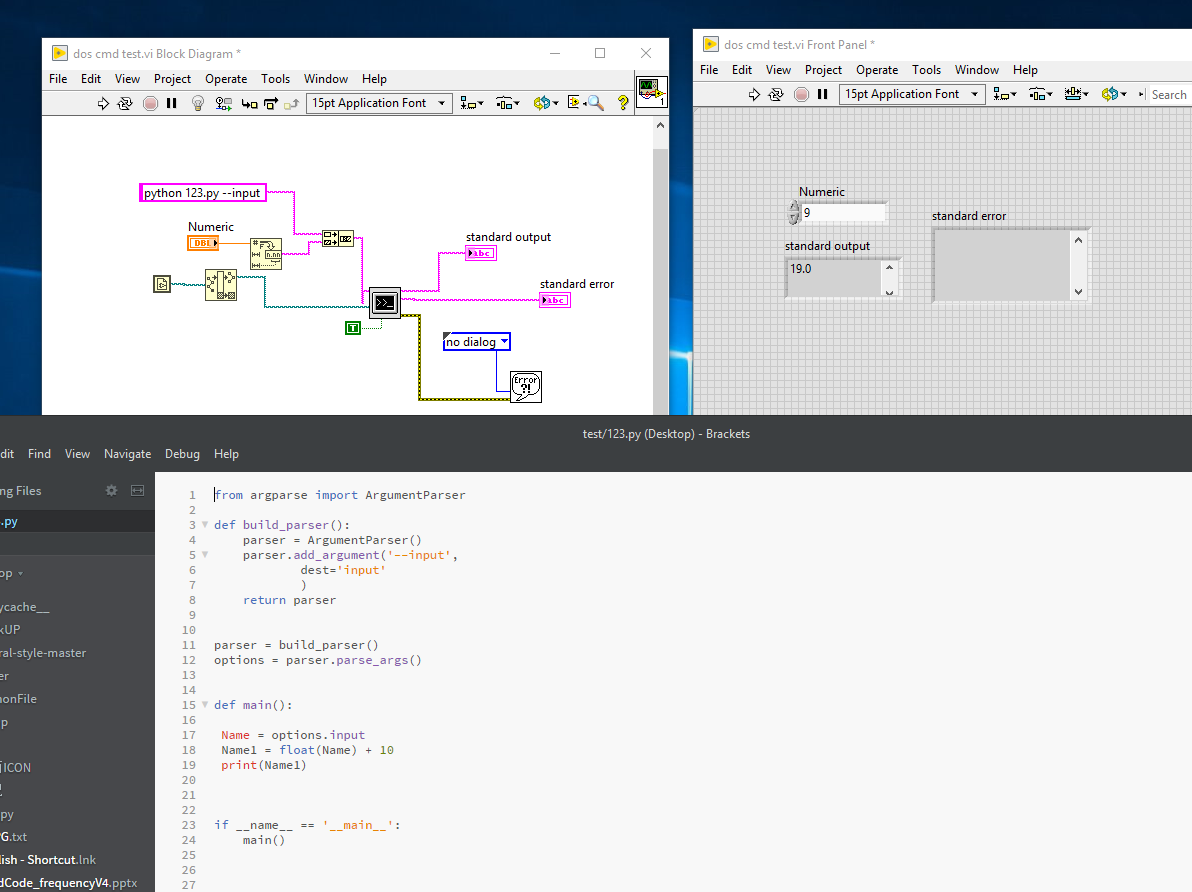 dos cmd test.vi Block Diagram *
File Edit View Project Operate Tools Window Help
15pt Application Font
1
python 123.py --input
Numeric
DBL
standard output
abc
standard error
abc
T
no dialog
Error
?!
dos cmd test.vi Front Panel *
File Edit View Project Operate Tools Window Help
15pt Application Font
Search
Numeric
9
standard output
19.0
standard error
test/123.py (Desktop) - Brackets
dit Find View Navigate Debug Help
ng Files
.py
op
ycache__
kUP
ral-style-master
er
nonFile
p
ICON
py
G.txt
lish - Shortcut.lnk
dCode_frequencyV4.pptx
1 from argparse import ArgumentParser
2
3 def build_parser():
4 parser = ArgumentParser()
5 parser.add_argument('--input',
6 dest='input'
7 )
8 return parser
9
10
11 parser = build_parser()
12 options = parser.parse_args()
13
14
15 def main():
16
17 Name = options.input
18 Name1 = float(Name) + 10
19 print(Name1)
20
21
22
23 if __name__ == '__main__':
24 main()
25
26
27